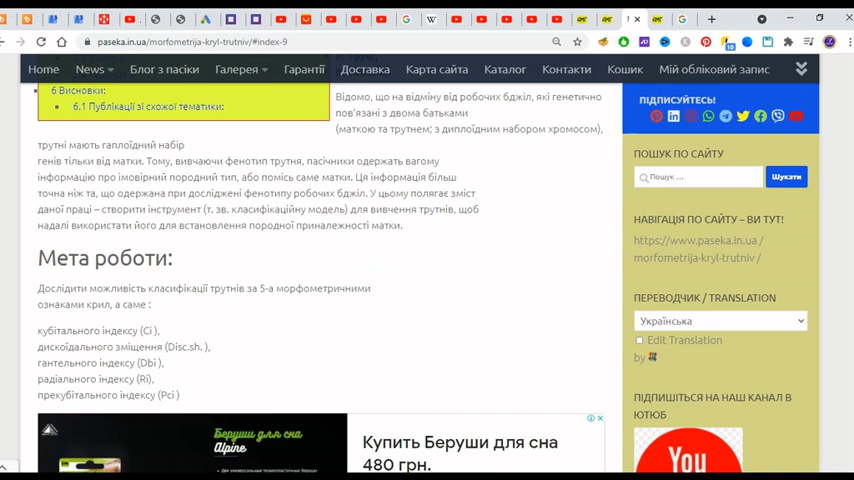 paseka.in.ua/morfometrija-kryl-trutniv/#index-9
Home News Блог з пасіки Галерея Гарантії Доставка Карта сайта Каталог Контакти Кошик Мій обліковий запис
6 Висновки:
6.1 Публікації зі схожої тематики:
Відомо, що на відміну від робочих бджіл, які генетично
пов'язані з двома батьками
(маткою та трутнем; з диплоїдним набором хромосом),
трутні мають гаплоїдний набір
генів тільки від матки. Тому, вивчаючи фенотип трутня, пасічники одержать вагому
інформацію про імовірний породний тип, або помісь саме матки. Ця інформація більш
точна ніж та, що одержана при досліджені фенотипу робочих бджіл. У цьому полягає зміст
даної праці – створити інструмент (т. зв. класифікаційну модель) для вивчення трутнів, щоб
надалі використати його для встановлення породної приналежності матки.
Мета роботи:
Дослідити можливість класифікації трутнів за 5-а морфометричними
ознаками крил, а саме :
кубітального індексу (Ci ),
дискоїдального зміщення (Disc.sh. ),
гантельного індексу (Dbi ),
радіального індексу (Ri),
прекубітального індексу (Pci )
Беруши для сна
Alpine
Купить Беруши для сна
480 грн.
ПІДПИСУЙТЕСЬ!
ПОШУК ПО САЙТУ
Пошук ...
Шукати
НАВІГАЦІЯ ПО САЙТУ – ВИ ТУТ!
https://www.paseka.in.ua /
morfometrija-kryl-trutniv /
ПЕРЕВОДЧИК / TRANSLATION
Українська
Edit Translation
by
ПІДПИШІТЬСЯ НА НАШ КАНАЛ В
ЮТЮБ
You